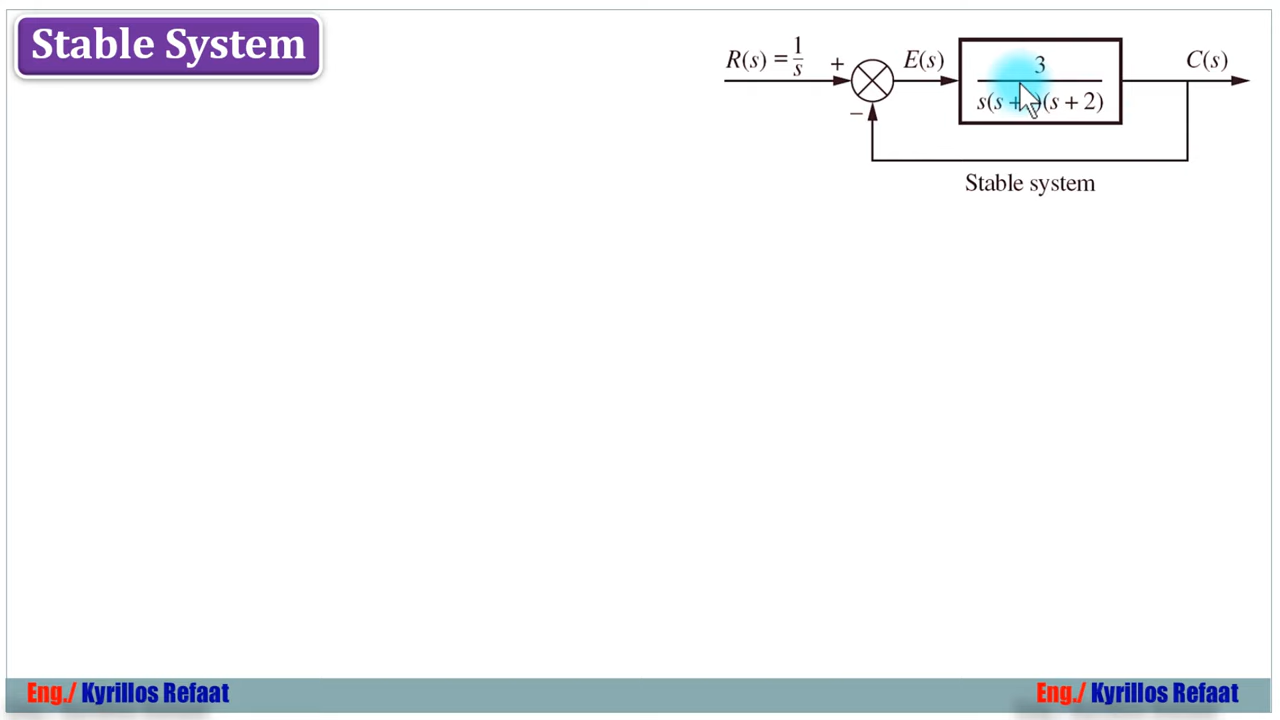 Stable System
R(s) = 1/s
+
E(s)
3
s(s + )(s + 2)
C(s)
−
Stable system
Eng./ Kyrillos Refaat
Eng./ Kyrillos Refaat